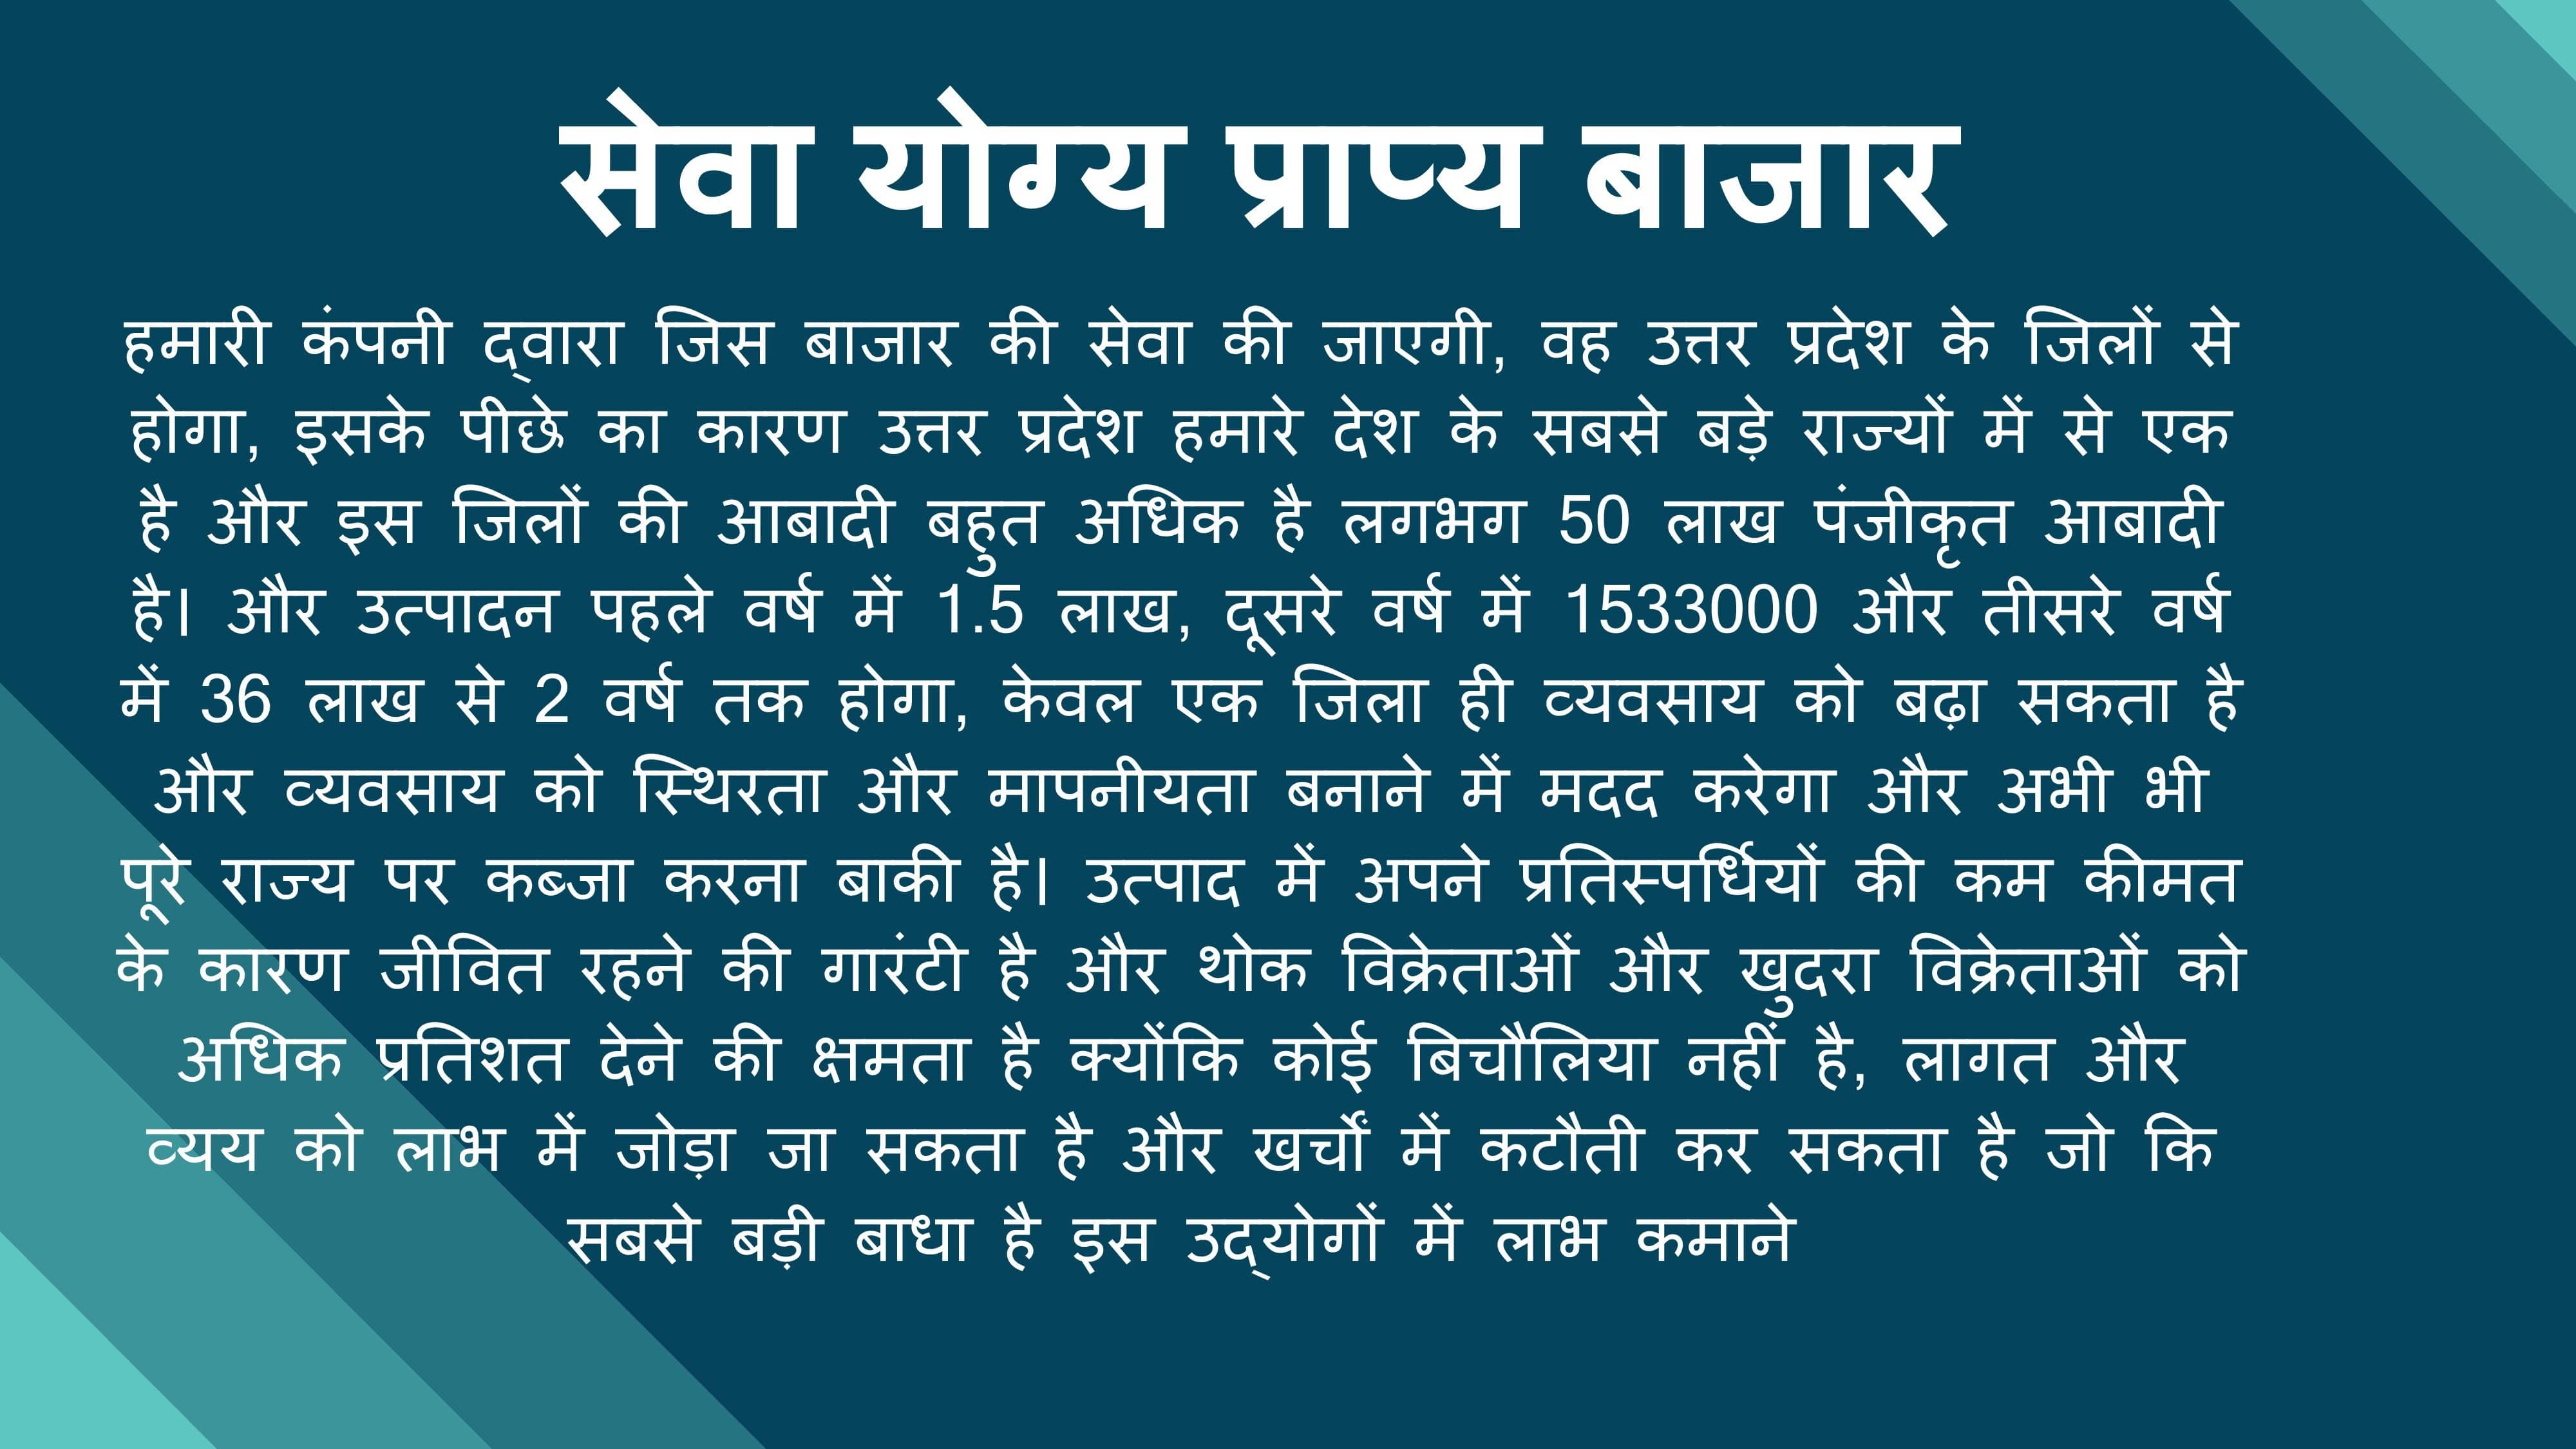 सेवा योग्य प्राप्य बाजार
हमारी कंपनी द्वारा जिस बाजार की सेवा की जाएगी, वह उत्तर प्रदेश के जिलों से
होगा, इसके पीछे का कारण उत्तर प्रदेश हमारे देश के सबसे बड़े राज्यों में से एक
है और इस जिलों की आबादी बहुत अधिक है लगभग 50 लाख पंजीकृत आबादी
है। और उत्पादन पहले वर्ष में 1.5 लाख, दूसरे वर्ष में 1533000 और तीसरे वर्ष
में 36 लाख से 2 वर्ष तक होगा, केवल एक जिला ही व्यवसाय को बढ़ा सकता है
और व्यवसाय को स्थिरता और मापनीयता बनाने में मदद करेगा और अभी भी
पूरे राज्य पर कब्जा करना बाकी है। उत्पाद में अपने प्रतिस्पर्धियों की कम कीमत
के कारण जीवित रहने की गारंटी है और थोक विक्रेताओं और खुदरा विक्रेताओं को
अधिक प्रतिशत देने की क्षमता है क्योंकि कोई बिचौलिया नहीं है, लागत और
व्यय को लाभ में जोड़ा जा सकता है और खर्चों में कटौती कर सकता है जो कि
सबसे बड़ी बाधा है इस उद्योगों में लाभ कमाने